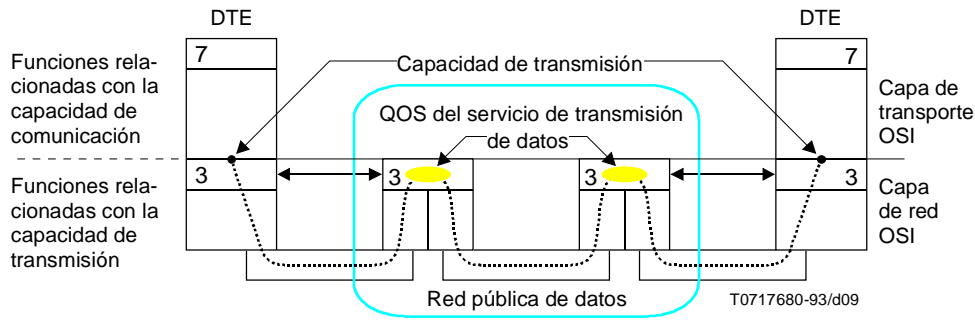 DTE
DTE
7
7
Funciones rela-
cionadas con la
capacidad de
comunicación
Capacidad de transmisión
QOS del servicio de transmisión
de datos
Capa de
transporte
OSI
3
3
3
3
Funciones rela-
cionadas con la
capacidad de
transmisión
Capa
de red
OSI
Red pública de datos
T0717680-93/d09